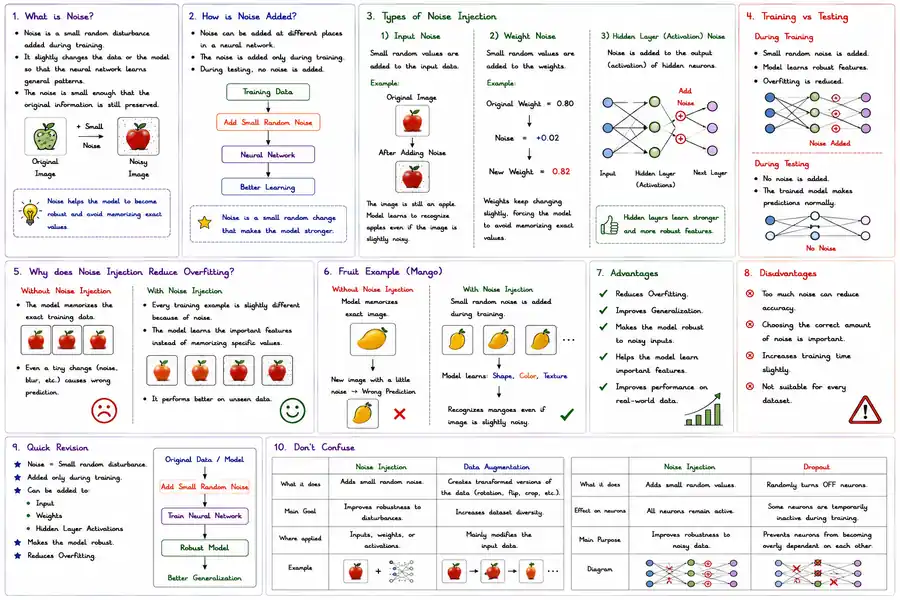 1. What is Noise?
• Noise is a small random disturbance
added during training.
• It slightly changes the data or the model
so that the neural network learns
general patterns.
• The noise is small enough that the
original information is still preserved.
+ Small
Noise
Original
Image
Noisy
Image
Noise helps the model to become
robust and avoid memorizing exact
values.
2. How is Noise Added?
• Noise can be added at different places
in a neural network.
• The noise is added only during training.
• During testing, no noise is added.
Training Data
Add Small Random Noise
Neural Network
Better Learning
Noise is a small random change
that makes the model stronger.
3. Types of Noise Injection
1) Input Noise
Small random values are
added to the input data.
Example:
Original Image
After Adding Noise
The image is still an apple.
Model learns to recognize
apples even if the image is
slightly noisy.
2) Weight Noise
Small random values are
added to the weights.
Example:
Original Weight = 0.80
Noise = +0.02
New Weight = 0.82
Weights keep changing
slightly, forcing the model
to avoid memorizing exact
values.
3) Hidden Layer (Activation) Noise
Noise is added to the output
(activation) of hidden neurons.
Add
Noise
Input
Hidden Layer
(Activations)
Next Layer
Hidden layers learn stronger
and more robust features.
4. Training vs Testing
During Training
• Small random noise is added.
• Model learns robust features.
• Overfitting is reduced.
Noise Added
During Testing
• No noise is added.
• The trained model makes
predictions normally.
No Noise
5. Why does Noise Injection Reduce Overfitting?
Without Noise Injection
• The model memorizes the
exact training data.
• Even a tiny change (noise,
blur, etc.) causes wrong
prediction.
With Noise Injection
• Every training example is slightly different
because of noise.
• The model learns the important features
instead of memorizing specific values.
• It performs better on unseen data.
6. Fruit Example (Mango)
Without Noise Injection
Model memorizes
exact image.
New image with a little
noise → Wrong Prediction
With Noise Injection
Small random noise is added
during training.
...
Model learns: Shape, Color, Texture
Recognizes mangoes even if
image is slightly noisy.
7. Advantages
✓ Reduces Overfitting.
✓ Improves Generalization.
✓ Makes the model robust
to noisy inputs.
✓ Helps the model learn
important features.
✓ Improves performance on
real-world data.
8. Disadvantages
Too much noise can reduce
accuracy.
Choosing the correct amount
of noise is important.
Increases training time
slightly.
Not suitable for every
dataset.
9. Quick Revision
★ Noise = Small random disturbance.
★ Added only during training.
★ Can be added to:
• Input
• Weights
• Hidden Layer Activations
★ Makes the model robust.
★ Reduces Overfitting.
Original Data / Model
Add Small Random Noise
Train Neural Network
Robust Model
Better Generalization
10. Don't Confuse
Noise Injection
Data Augmentation
What it does
Adds small random noise.
Creates transformed versions of
the data (rotation, flip, crop, etc.).
Main Goal
Improves robustness to
disturbances.
Increases dataset diversity.
Where applied
Inputs, weights, or
activations.
Mainly modifies the
input data.
Example
+
...
Noise Injection
Dropout
What it does
Adds small random values.
Randomly turns OFF neurons.
Effect on neurons
All neurons remain active.
Some neurons are temporarily
inactive during training.
Main Purpose
Improves robustness to
noisy data.
Prevents neurons from becoming
overly dependent on each other.
Diagram